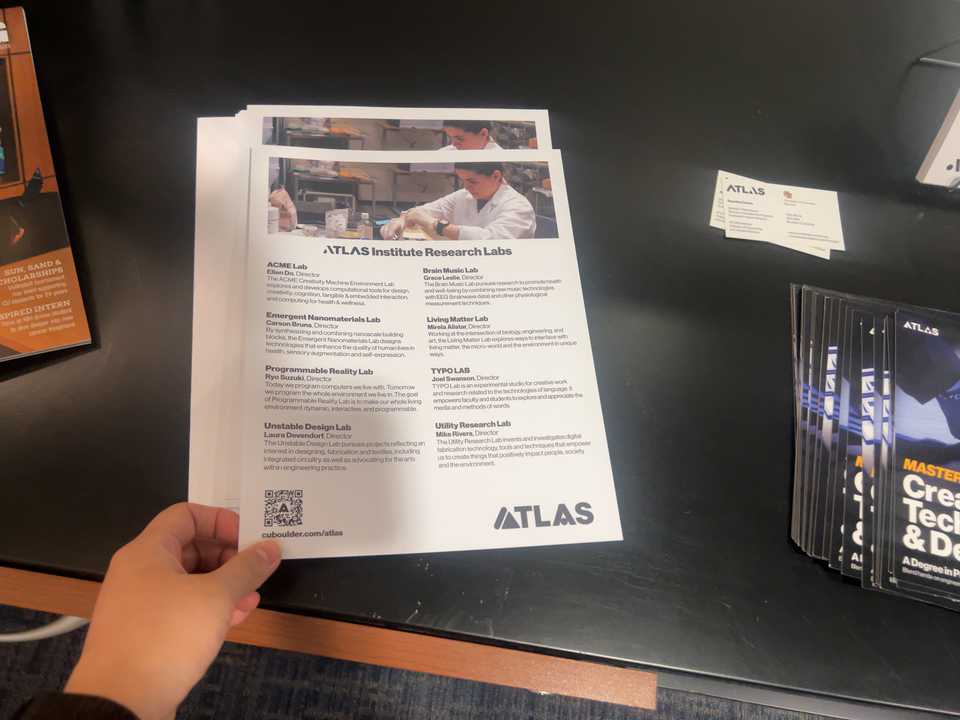 SUN, SAND &
SCHOLARSHIPS
ATLAS Institute Research Labs
ACME Lab
Ellen Do, Director
The ACME Creativity Machine Environment Lab
explores and develops computational tools for design,
creativity, cognition, tangible & embedded interaction,
and computing for health & wellness.
Emergent Nanomaterials Lab
Carson Bruns, Director
By synthesizing and combining nanoscale building
blocks, the Emergent Nanomaterials Lab designs
technologies that enhance the quality of human lives in
health, sensory augmentation and self-expression.
Programmable Reality Lab
Ryo Suzuki, Director
Today we program computers we live with. Tomorrow
we program the whole environment we live in. The goal
of Programmable Reality Lab is to make our whole living
environment dynamic, interactive, and programmable.
Unstable Design Lab
Laura Devendorf, Director
The Unstable Design Lab pursues projects reflecting an
interest in designing, fabrication and textiles, including
integrated circuitry as well as advocating for the arts
within engineering practice.
Brain Music Lab
Grace Leslie, Director
The Brain Music Lab pursues research to promote health
and well-being by combining new music technologies
with EEG (brainwave data) and other physiological
measurement techniques.
Living Matter Lab
Mirela Alistar, Director
Working at the intersection of biology, engineering, and
art, the Living Matter Lab explores ways to interface with
living matter, the micro-world and the environment in unique
ways.
TYPO LAB
Joel Swanson, Director
TYPO Lab is an experimental studio for creative work
and research related to the technologies of language. It
empowers faculty and students to explore and appreciate the
media and methods of words.
Utility Research Lab
Mike Rivera, Director
The Utility Research Lab invents and investigates digital
fabrication technology, tools and techniques that empower
us to create things that positively impact people, society,
and the environment.
cuboulder.com/atlas
ATLAS
ATLAS
ATLAS
MASTER
Crea
Tech
& De
A Degree in P